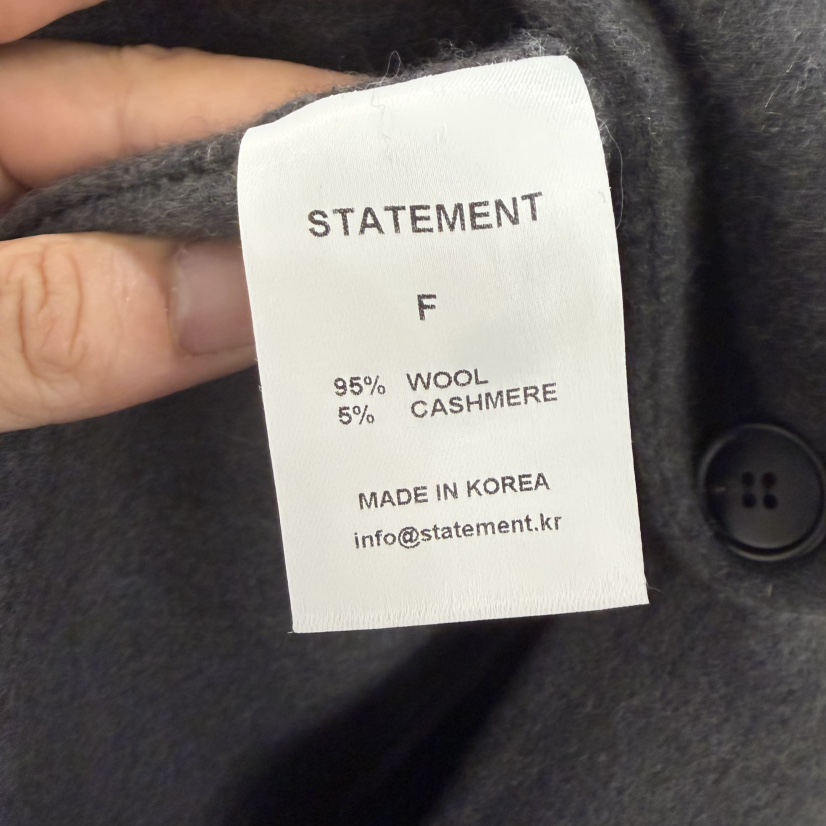 STATEMENT
F
95% WOOL
5% CASHMERE
MADE IN KOREA
info@statement.kr